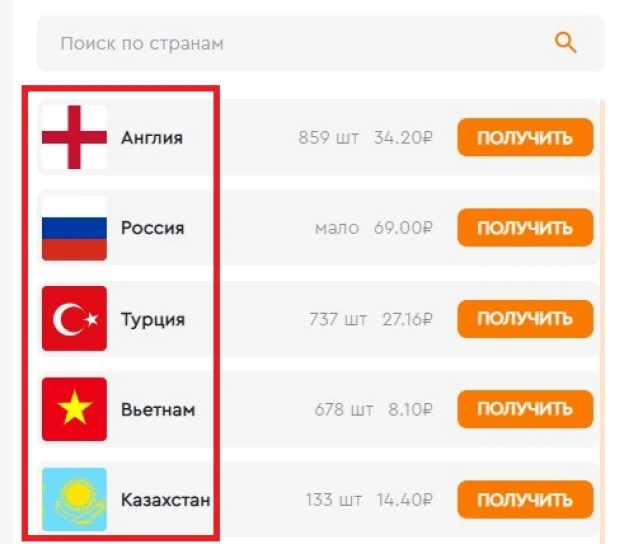 Поиск по странам
Англия 859 шт 34.20₽ ПОЛУЧИТЬ
Россия мало 69.00₽ ПОЛУЧИТЬ
Турция 737 шт 27.16₽ ПОЛУЧИТЬ
Вьетнам 678 шт 8.10₽ ПОЛУЧИТЬ
Казахстан 133 шт 14.40₽ ПОЛУЧИТЬ